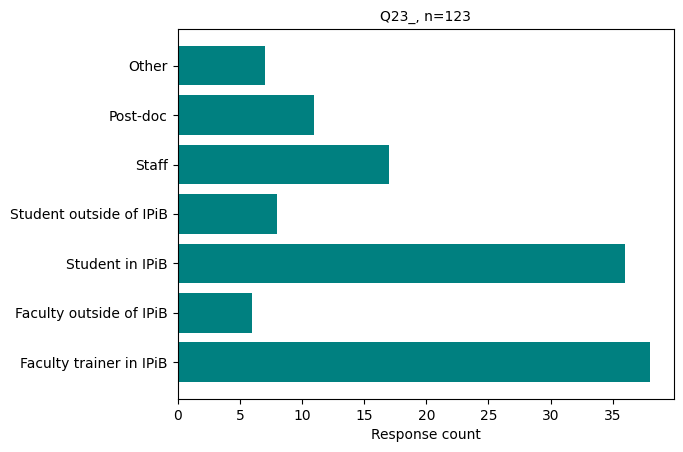 Q23_, n=123
Other
Post-doc
Staff
Student outside of IPiB
Student in IPiB
Faculty outside of IPiB
Faculty trainer in IPiB
0 5 10 15 20 25 30 35
Response count